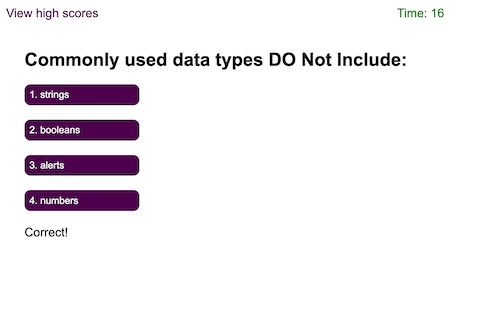 View high scores
Time: 16
Commonly used data types DO Not Include:
1. strings
2. booleans
3. alerts
4. numbers
Correct!